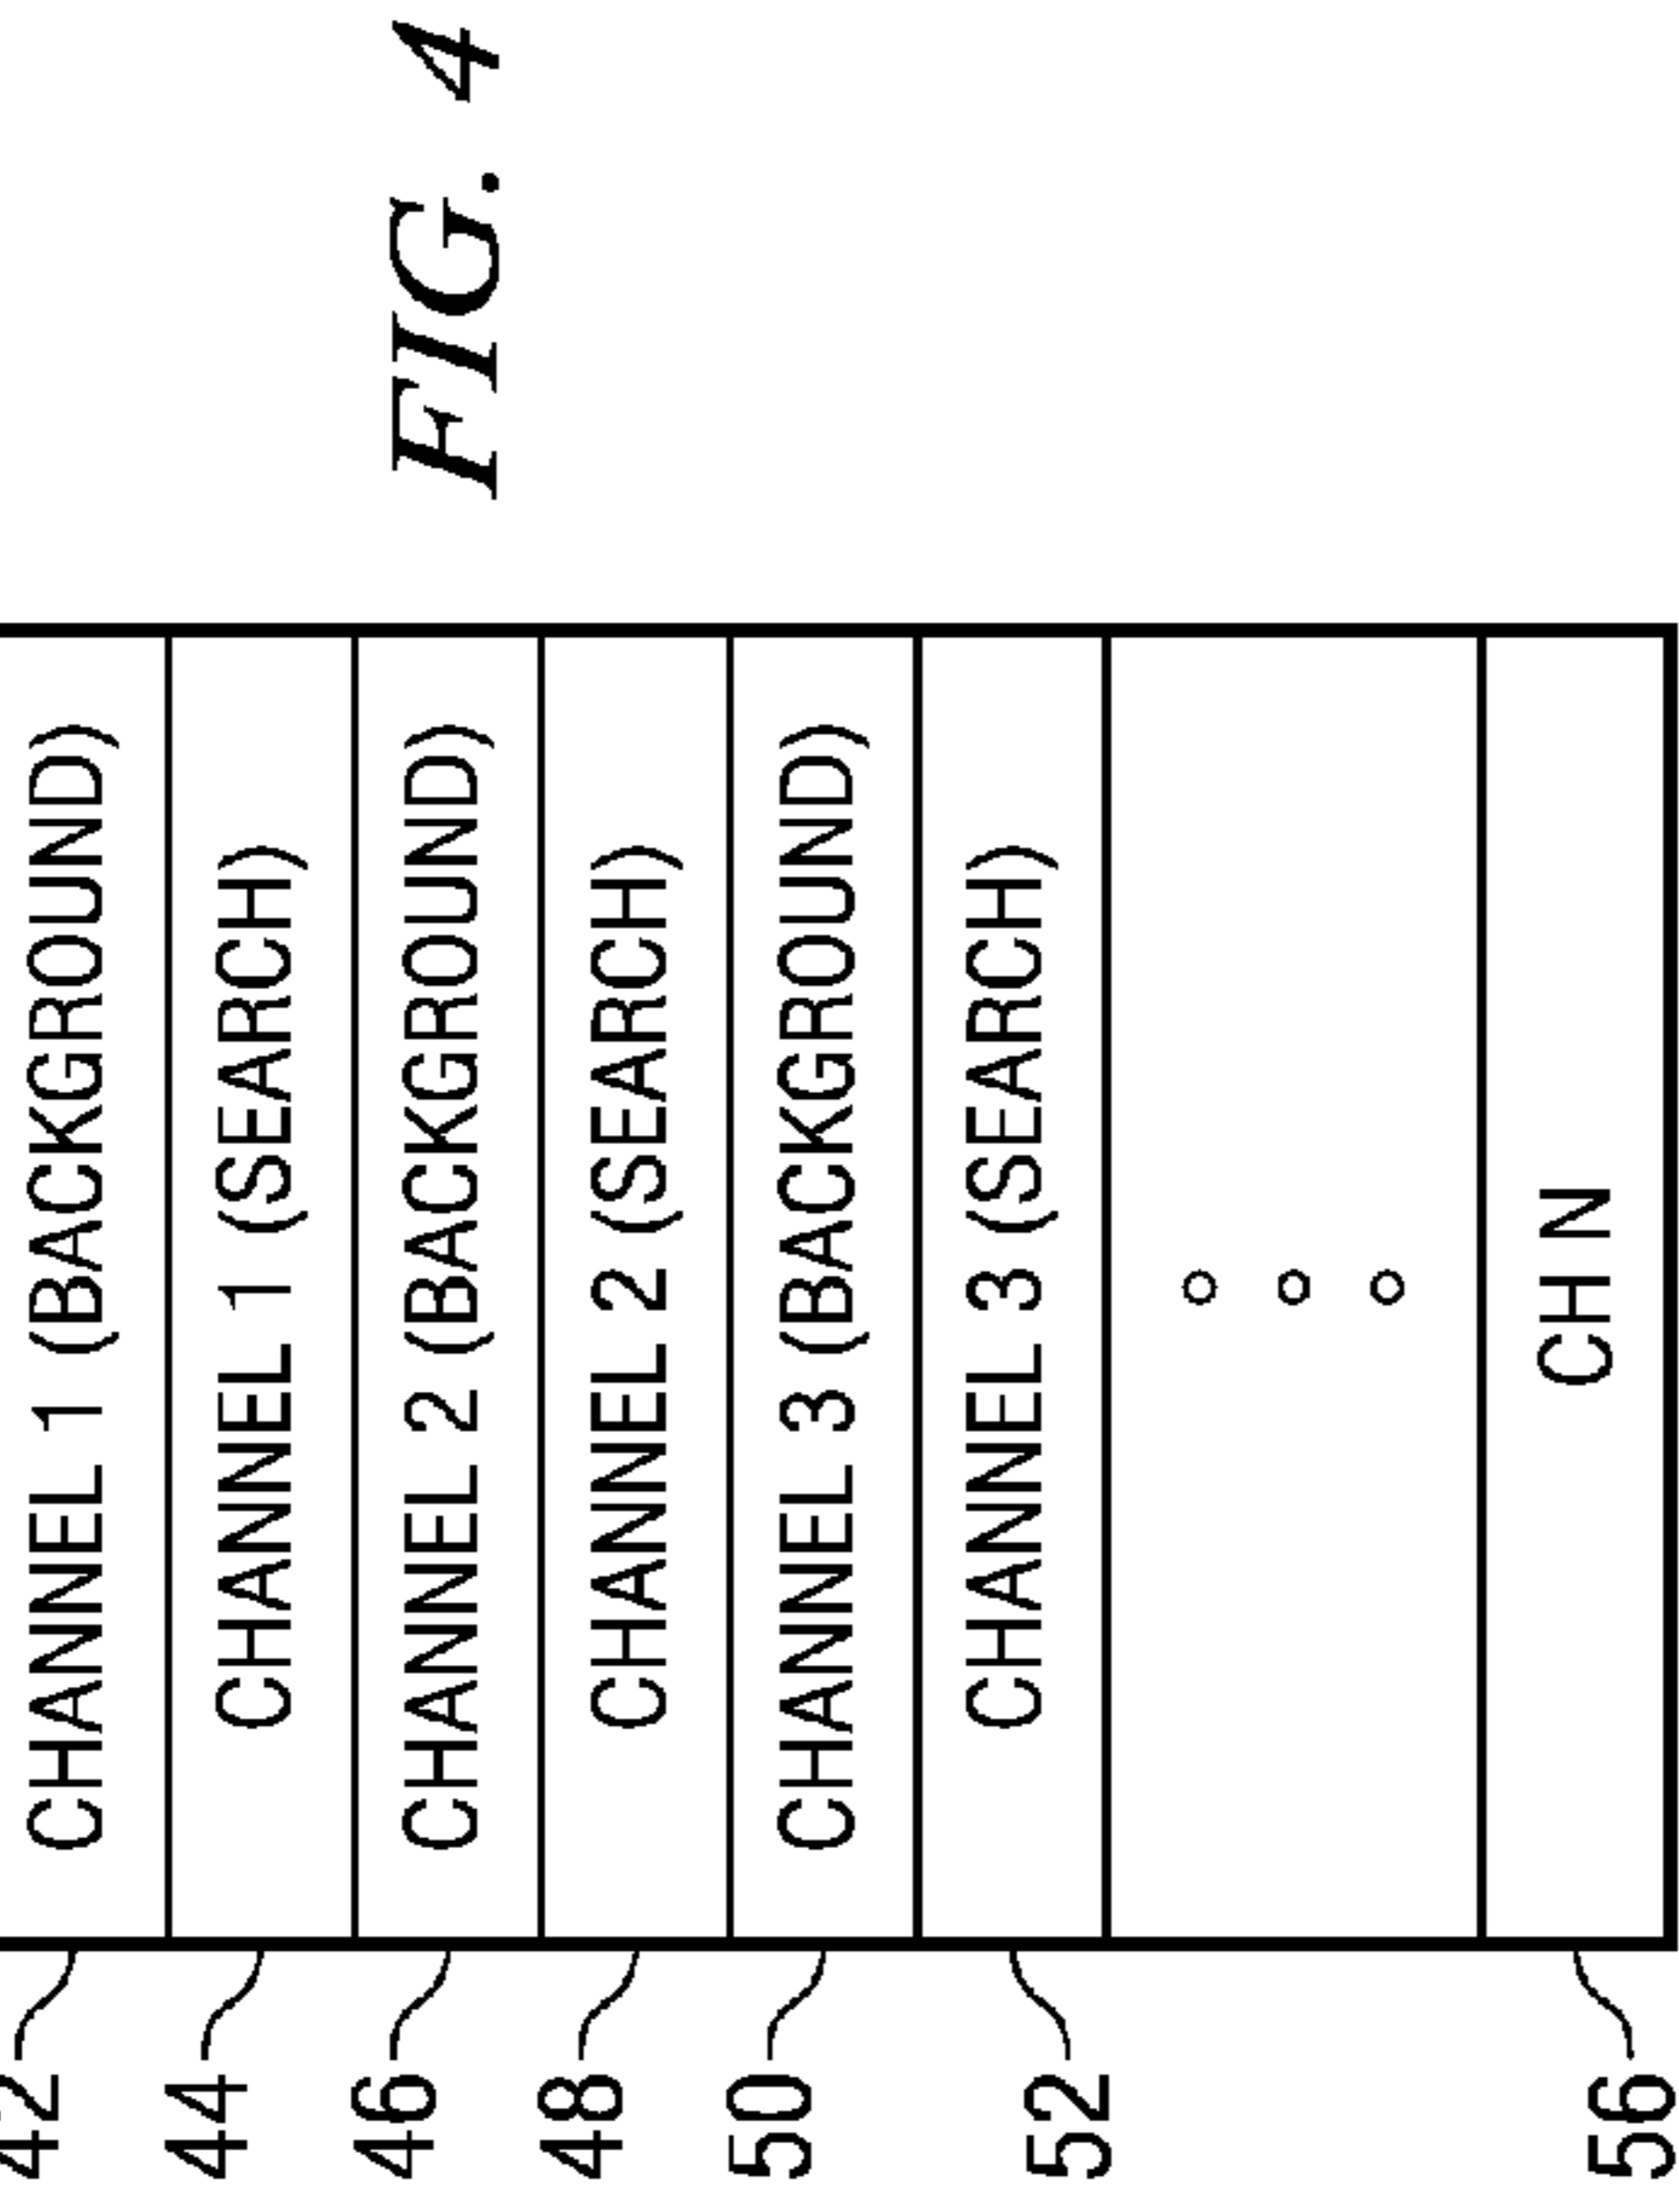 42 CHANNEL 1 (BACKGROUND)
44 CHANNEL 1 (SEARCH)
46 CHANNEL 2 (BACKGROUND)
48 CHANNEL 2 (SEARCH)
50 CHANNEL 3 (BACKGROUND)
52 CHANNEL 3 (SEARCH)
56 CH N
FIG. 4